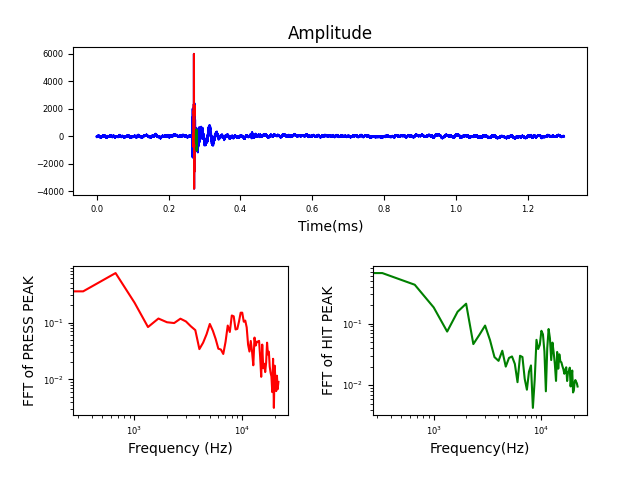 Amplitude
6000
4000
2000
0
−2000
−4000
0.0 0.2 0.4 0.6 0.8 1.0 1.2
Time(ms)
FFT of PRESS PEAK
10⁻¹
10⁻²
10³ 10⁴
Frequency (Hz)
FFT of HIT PEAK
10⁻¹
10⁻²
10³ 10⁴
Frequency(Hz)